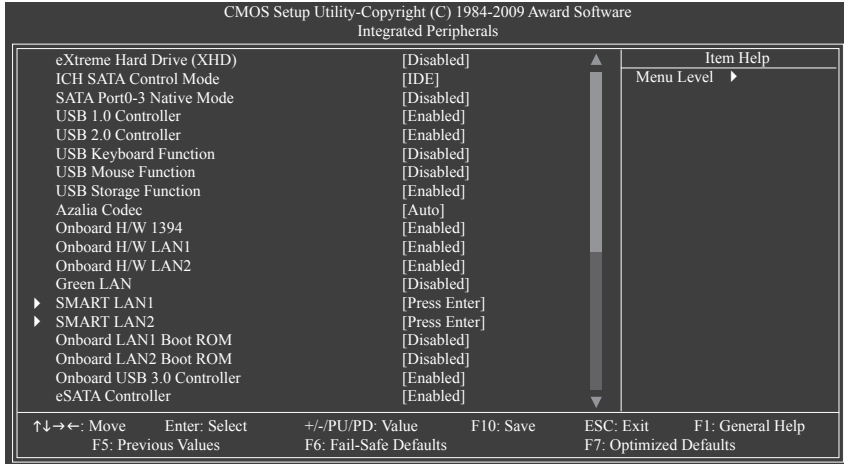 CMOS Setup Utility-Copyright (C) 1984-2009 Award Software
Integrated Peripherals
eXtreme Hard Drive (XHD) [Disabled]
ICH SATA Control Mode [IDE]
SATA Port0-3 Native Mode [Disabled]
USB 1.0 Controller [Enabled]
USB 2.0 Controller [Enabled]
USB Keyboard Function [Disabled]
USB Mouse Function [Disabled]
USB Storage Function [Enabled]
Azalia Codec [Auto]
Onboard H/W 1394 [Enabled]
Onboard H/W LAN1 [Enabled]
Onboard H/W LAN2 [Enabled]
Green LAN [Disabled]
SMART LAN1 [Press Enter]
SMART LAN2 [Press Enter]
Onboard LAN1 Boot ROM [Disabled]
Onboard LAN2 Boot ROM [Disabled]
Onboard USB 3.0 Controller [Enabled]
eSATA Controller [Enabled]
Item Help
Menu Level
↑↓→←: Move Enter: Select +/-/PU/PD: Value F10: Save ESC: Exit F1: General Help
F5: Previous Values F6: Fail-Safe Defaults F7: Optimized Defaults